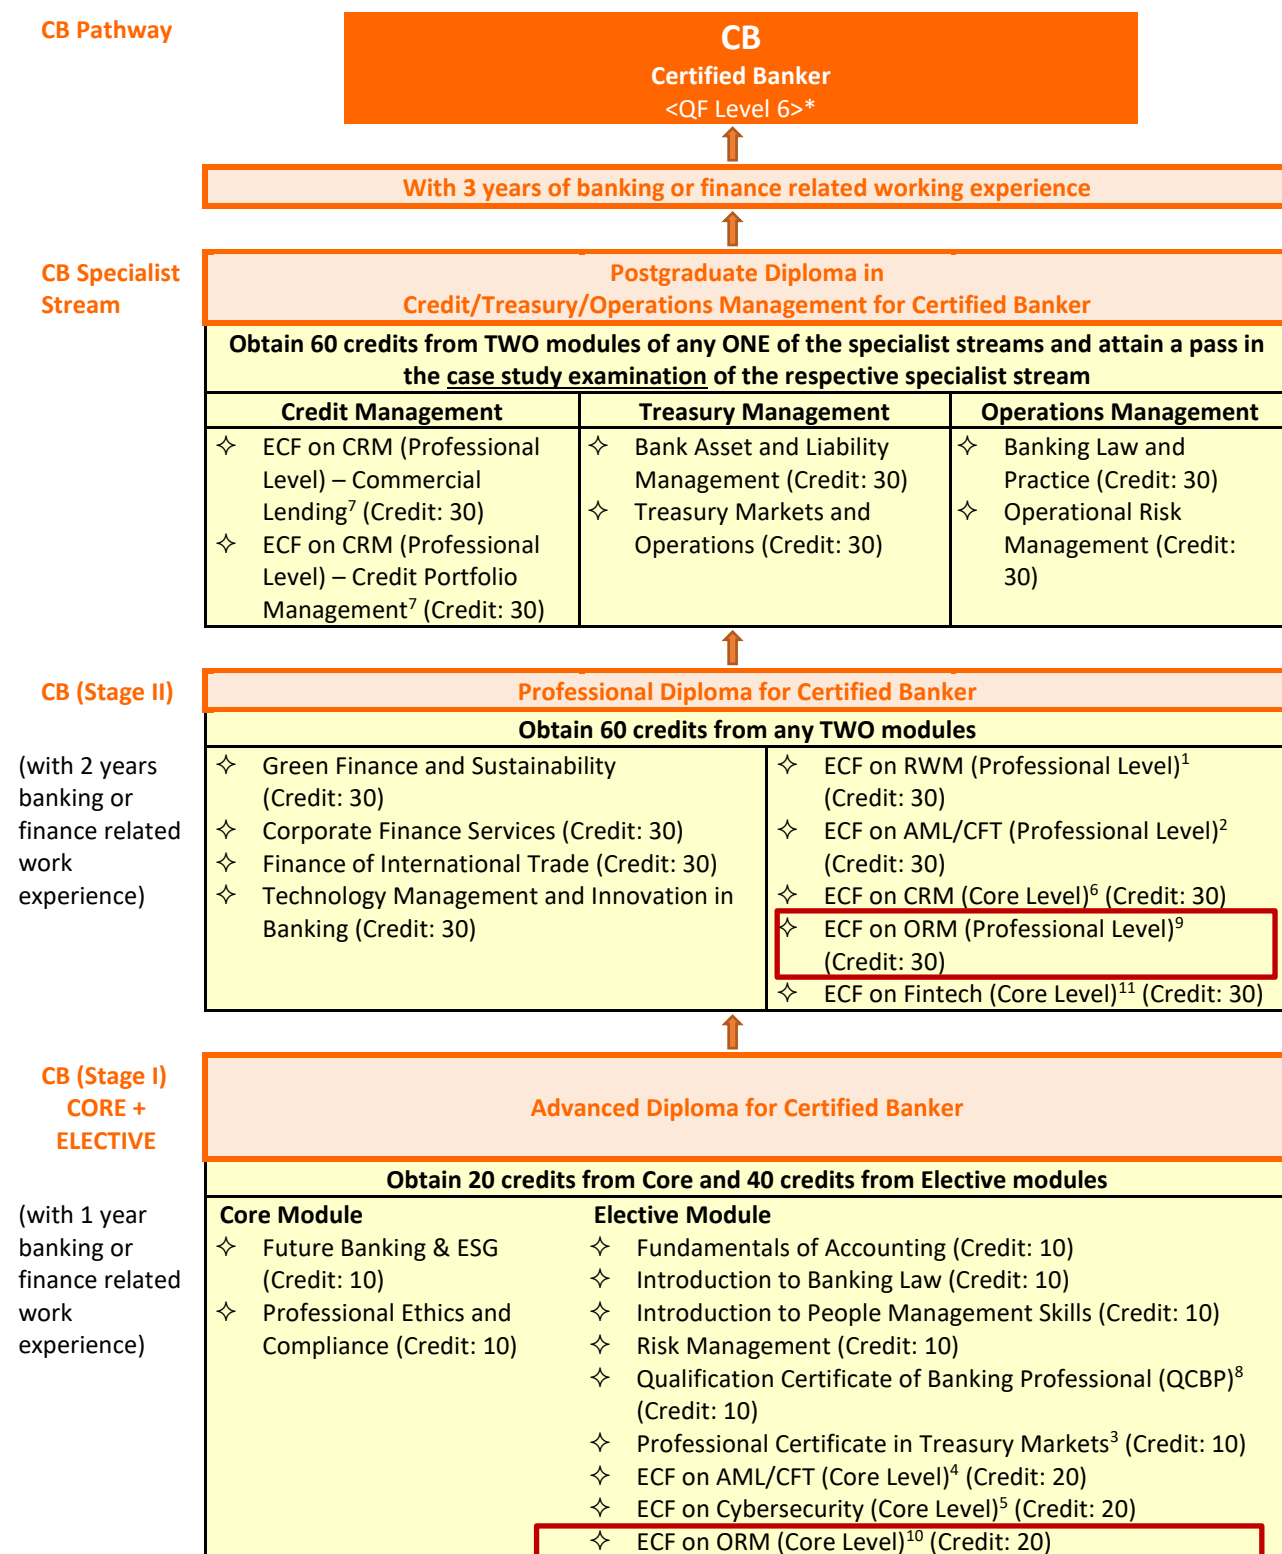 CB Pathway
CB
Certified Banker
<QF Level 6>*
With 3 years of banking or finance related working experience
CB Specialist
Stream
Postgraduate Diploma in
Credit/Treasury/Operations Management for Certified Banker
Obtain 60 credits from TWO modules of any ONE of the specialist streams and attain a pass in
the case study examination of the respective specialist stream
Credit Management
✧ ECF on CRM (Professional
Level) – Commercial
Lending⁷ (Credit: 30)
✧ ECF on CRM (Professional
Level) – Credit Portfolio
Management⁷ (Credit: 30)
Treasury Management
✧ Bank Asset and Liability
Management (Credit: 30)
✧ Treasury Markets and
Operations (Credit: 30)
Operations Management
✧ Banking Law and
Practice (Credit: 30)
✧ Operational Risk
Management (Credit:
30)
CB (Stage II)
(with 2 years
banking or
finance related
work
experience)
Professional Diploma for Certified Banker
Obtain 60 credits from any TWO modules
✧ Green Finance and Sustainability
(Credit: 30)
✧ Corporate Finance Services (Credit: 30)
✧ Finance of International Trade (Credit: 30)
✧ Technology Management and Innovation in
Banking (Credit: 30)
✧ ECF on RWM (Professional Level)¹
(Credit: 30)
✧ ECF on AML/CFT (Professional Level)²
(Credit: 30)
✧ ECF on CRM (Core Level)⁶ (Credit: 30)
✧ ECF on ORM (Professional Level)⁹
(Credit: 30)
✧ ECF on Fintech (Core Level)¹¹ (Credit: 30)
CB (Stage I)
CORE +
ELECTIVE
(with 1 year
banking or
finance related
work
experience)
Advanced Diploma for Certified Banker
Obtain 20 credits from Core and 40 credits from Elective modules
Core Module
✧ Future Banking & ESG
(Credit: 10)
✧ Professional Ethics and
Compliance (Credit: 10)
Elective Module
✧ Fundamentals of Accounting (Credit: 10)
✧ Introduction to Banking Law (Credit: 10)
✧ Introduction to People Management Skills (Credit: 10)
✧ Risk Management (Credit: 10)
✧ Qualification Certificate of Banking Professional (QCBP)⁸
(Credit: 10)
✧ Professional Certificate in Treasury Markets³ (Credit: 10)
✧ ECF on AML/CFT (Core Level)⁴ (Credit: 20)
✧ ECF on Cybersecurity (Core Level)⁵ (Credit: 20)
✧ ECF on ORM (Core Level)¹⁰ (Credit: 20)